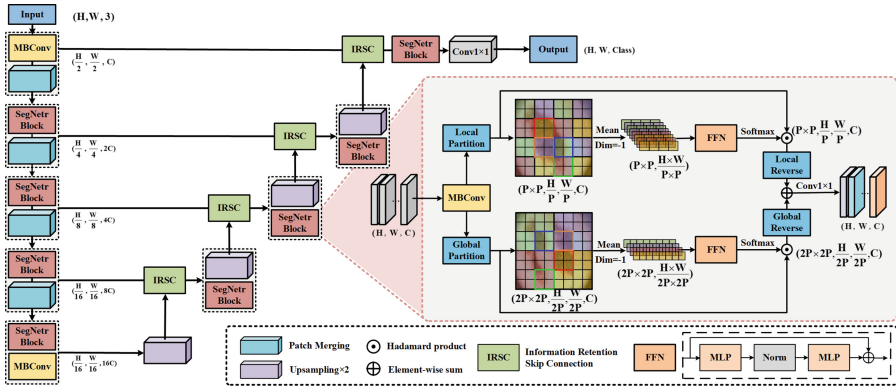 Input
(H, W, 3)
MBConv
(H/2, W/2, C)
SegNetr
Block
(H/4, W/4, 2C)
SegNetr
Block
(H/8, W/8, 4C)
SegNetr
Block
(H/16, W/16, 8C)
SegNetr
Block
MBConv
(H/16, W/16, 16C)
IRSC
SegNetr
Block
Conv1×1
Output
(H, W, Class)
IRSC
SegNetr
Block
IRSC
SegNetr
Block
IRSC
SegNetr
Block
(H, W, C)
MBConv
Local
Partition
(P×P, H/P, W/P, C)
Mean
Dim=-1
(P×P, H×W/P×P)
FFN
Softmax
(P×P, H/P, W/P, C)
Local
Reverse
Conv1×1
(H, W, C)
Global
Reverse
Global
Partition
(2P×2P, H/2P, W/2P, C)
Mean
Dim=-1
(2P×2P, H×W/2P×2P)
FFN
Softmax
(2P×2P, H/2P, W/2P, C)
Patch Merging
Upsampling×2
Hadamard product
Element-wise sum
IRSC
Information Retention
Skip Connection
FFN
MLP
Norm
MLP